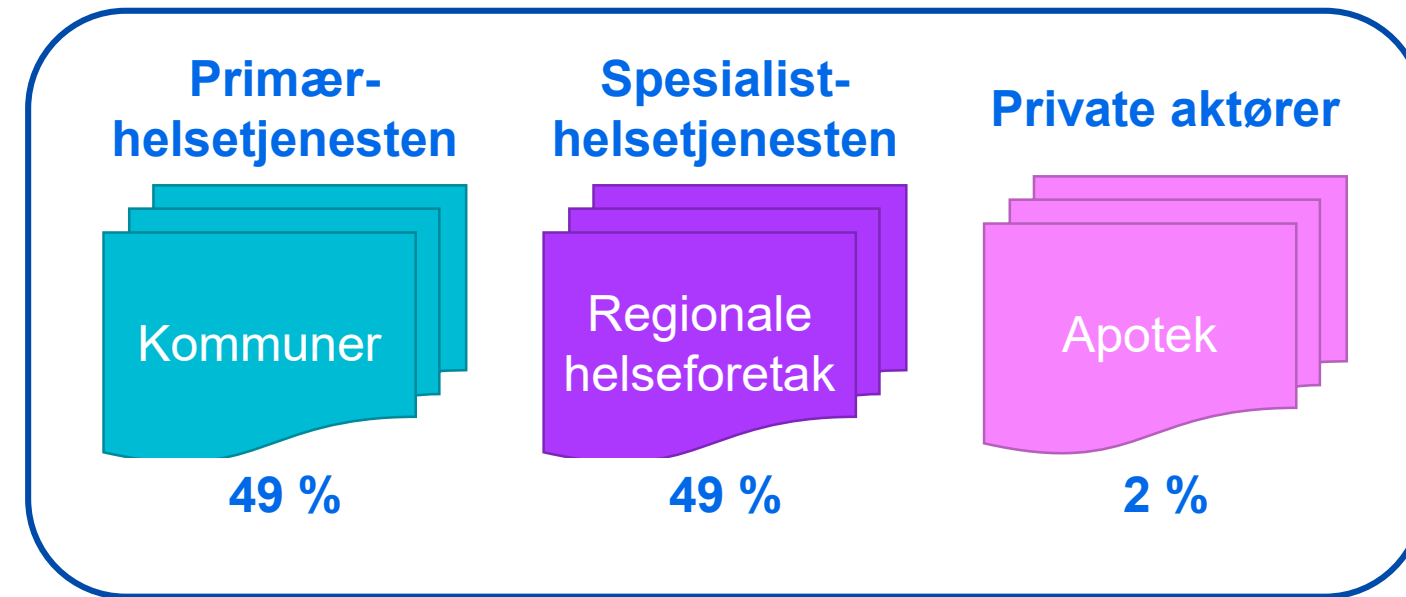 Primær-
helsetjenesten
Kommuner
49 %
Spesialist-
helsetjenesten
Regionale
helseforetak
49 %
Private aktører
Apotek
2 %